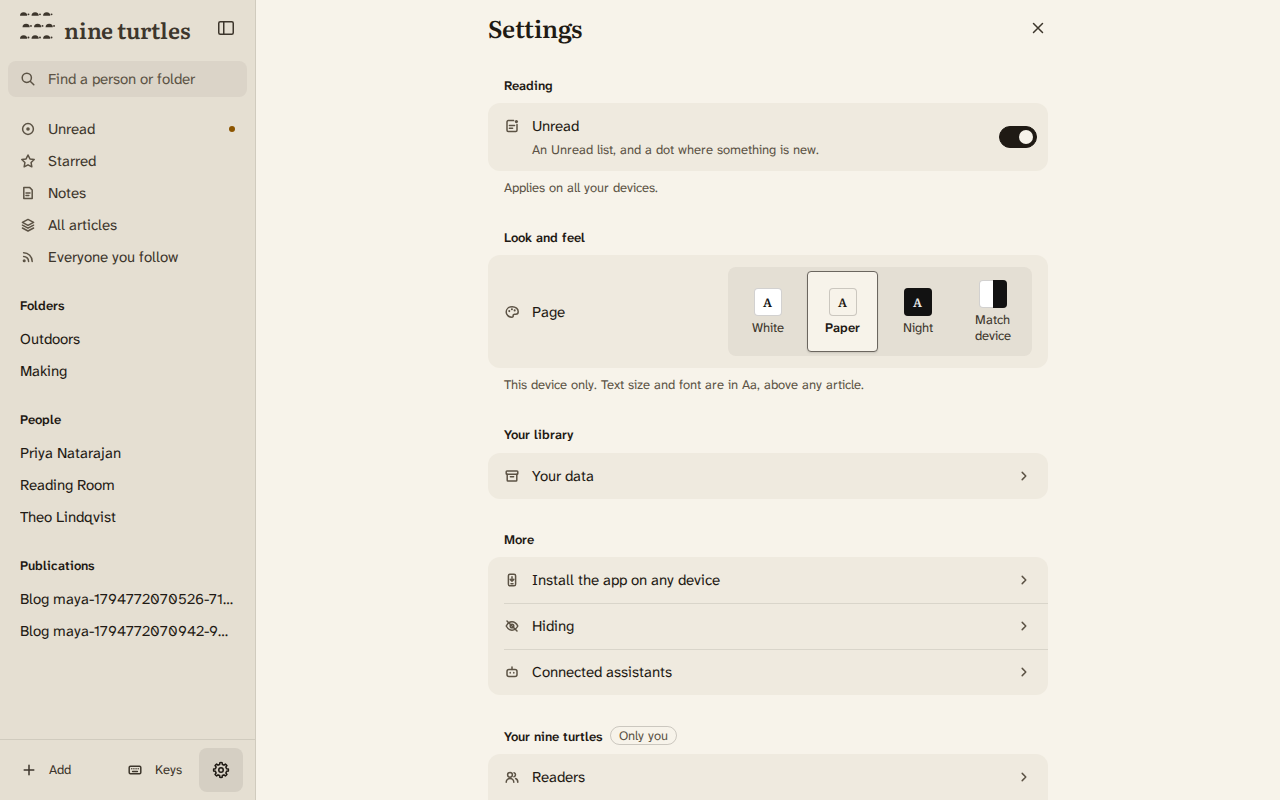 nine turtles
Find a person or folder
Unread
Starred
Notes
All articles
Everyone you follow
Folders
Outdoors
Making
People
Priya Natarajan
Reading Room
Theo Lindqvist
Publications
Blog maya-1794772070526-71...
Blog maya-1794772070942-9...
Add
Keys
Settings
Reading
Unread
An Unread list, and a dot where something is new.
Applies on all your devices.
Look and feel
Page
A
White
A
Paper
A
Night
Match
device
This device only. Text size and font are in Aa, above any article.
Your library
Your data
More
Install the app on any device
Hiding
Connected assistants
Your nine turtles Only you
Readers